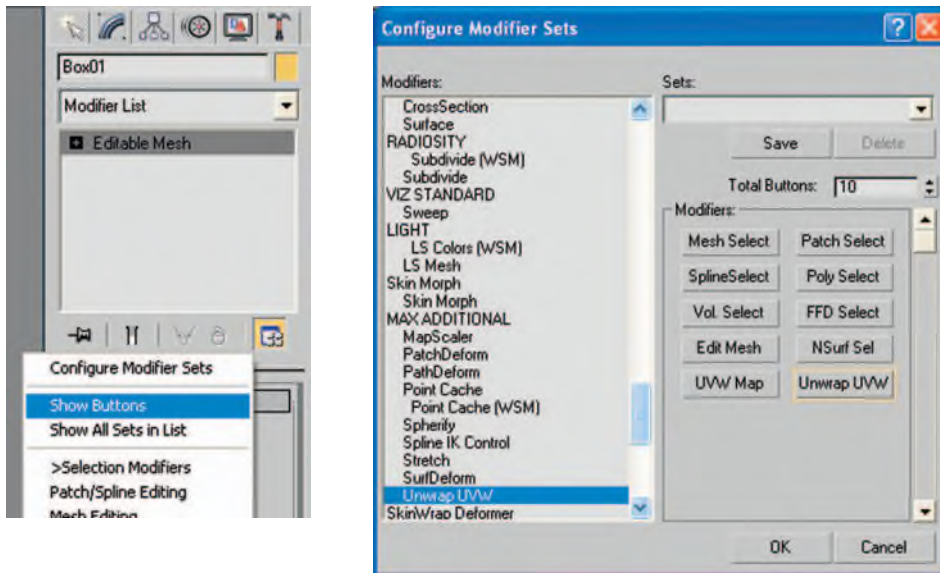 Box01
Modifier List
Editable Mesh
Configure Modifier Sets
Show Buttons
Show All Sets in List
>Selection Modifiers
Patch/Spline Editing
Mesh Editing
Configure Modifier Sets
Modifiers:
CrossSection
Surface
RADIOSITY
Subdivide (WSM)
Subdivide
VIZ STANDARD
Sweep
LIGHT
LS Colors (WSM)
LS Mesh
Skin Morph
Skin Morph
MAX ADDITIONAL
MapScaler
PatchDeform
PathDeform
Point Cache
Point Cache (WSM)
Spherify
Spline IK Control
Stretch
SurfDeform
Unwrap UVW
SkinWrap Deformer
Sets:
Save Delete
Total Buttons: 10
Modifiers:
Mesh Select Patch Select
SplineSelect Poly Select
Vol. Select FFD Select
Edit Mesh NSurf Sel
UVW Map Unwrap UVW
OK Cancel